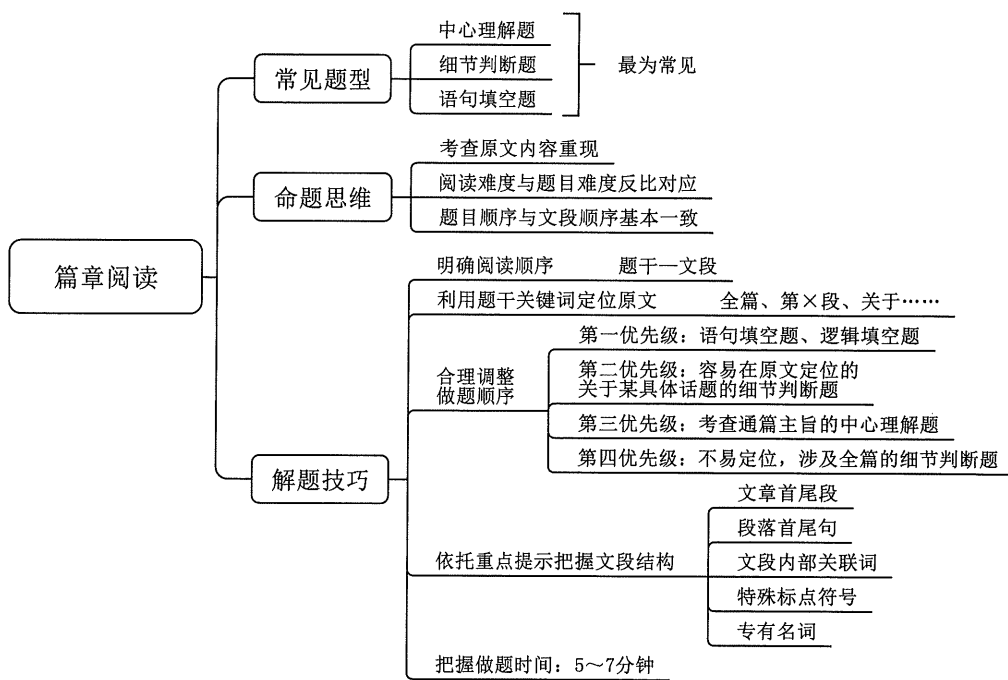 篇章阅读
常见题型
中心理解题
细节判断题
语句填空题
最为常见
命题思维
考查原文内容重现
阅读难度与题目难度反比对应
题目顺序与文段顺序基本一致
解题技巧
明确阅读顺序 题干—文段
利用题干关键词定位原文 全篇、第×段、关于……
合理调整
做题顺序
第一优先级：语句填空题、逻辑填空题
第二优先级：容易在原文定位的
关于某具体话题的细节判断题
第三优先级：考查通篇主旨的中心理解题
第四优先级：不易定位，涉及全篇的细节判断题
依托重点提示把握文段结构
文章首尾段
段落首尾句
文段内部关联词
特殊标点符号
专有名词
把握做题时间：5～7分钟